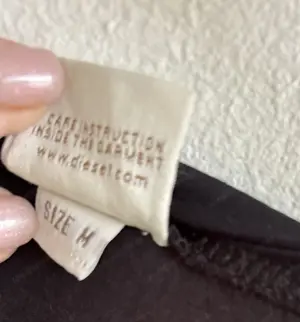 CARE INSTRUCTION
INSIDE THE GARMENT
www.diesel.com
SIZE M